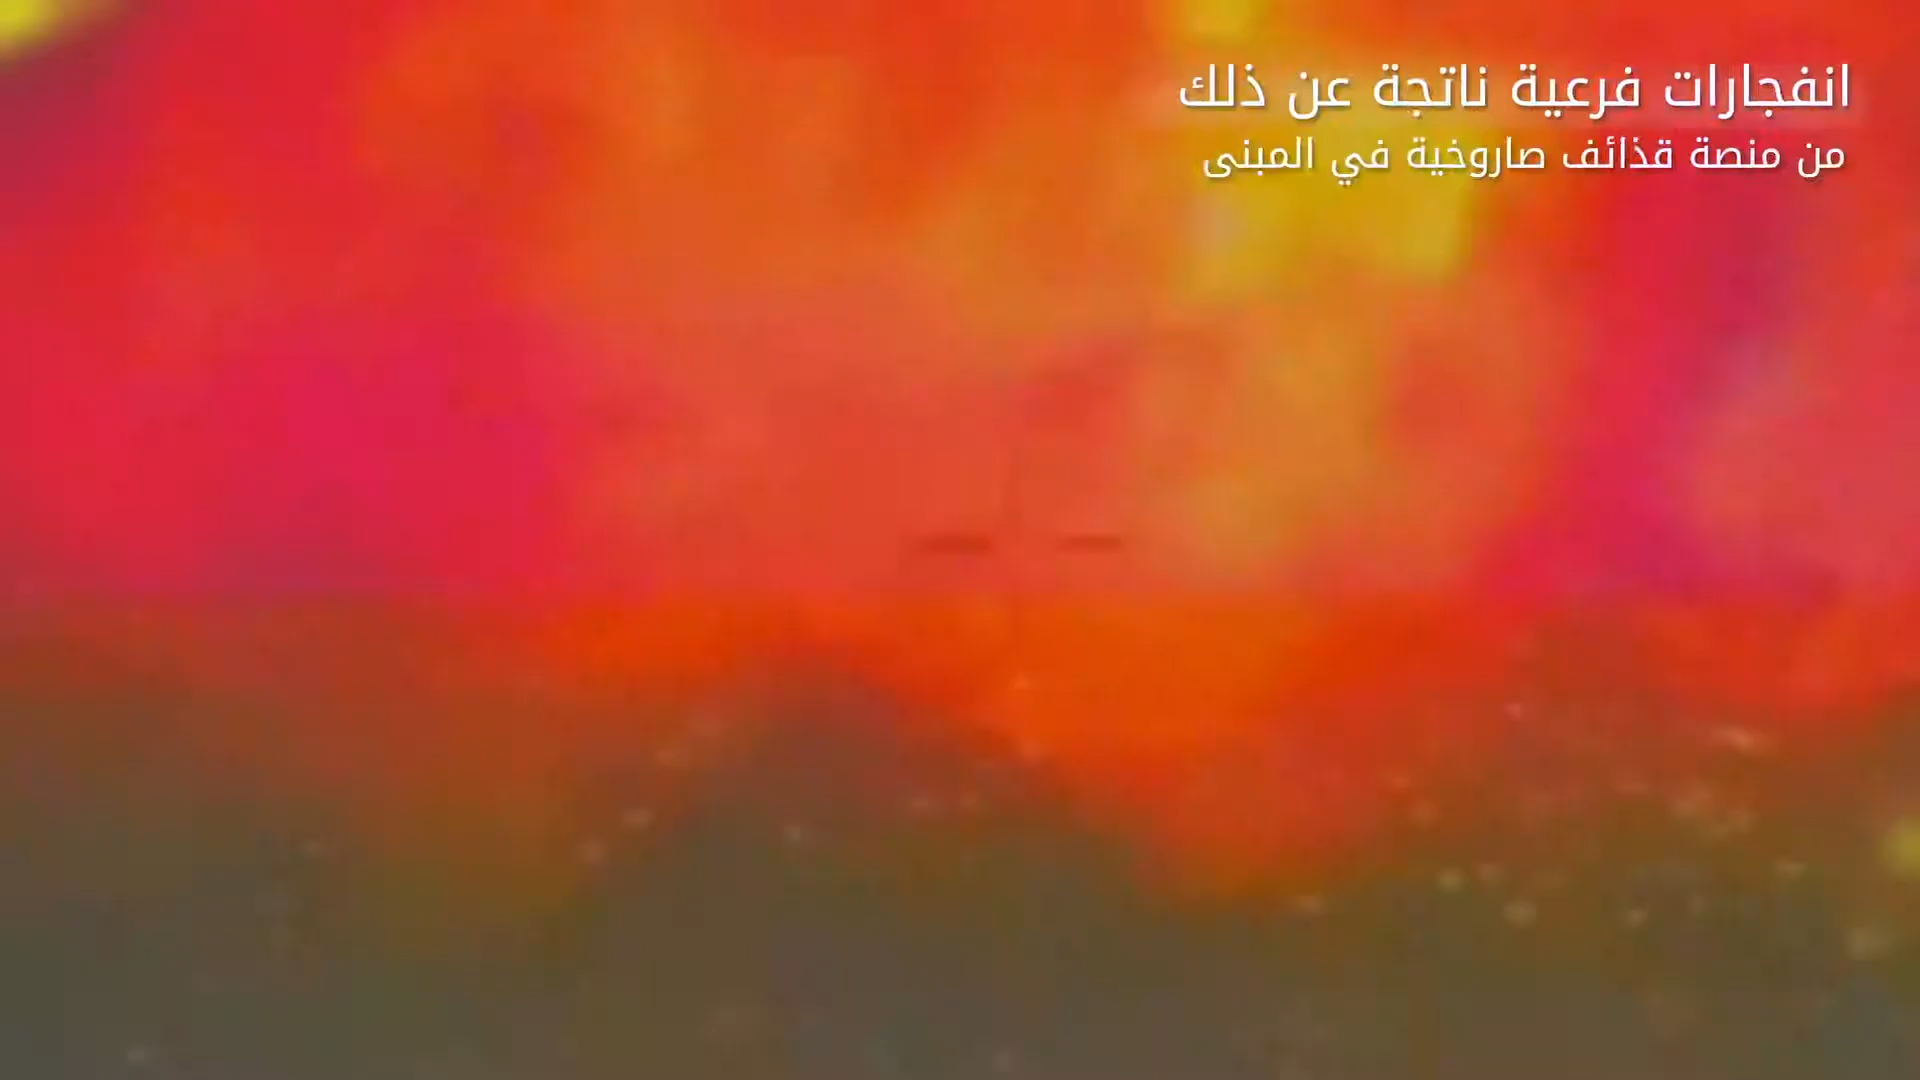 انفجارات فرعية ناتجة عن ذلك
من منصة قذائف صاروخية في المبنى